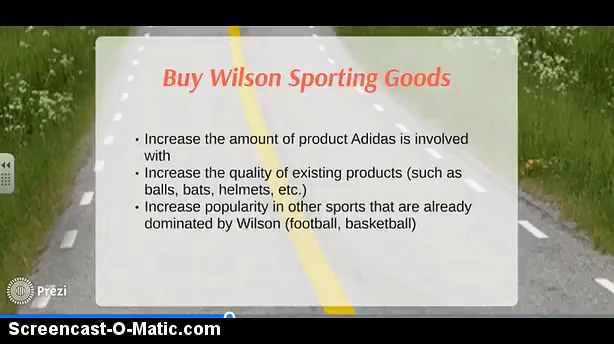 Buy Wilson Sporting Goods
• Increase the amount of product Adidas is involved
with
• Increase the quality of existing products (such as
balls, bats, helmets, etc.)
• Increase popularity in other sports that are already
dominated by Wilson (football, basketball)
Prezi
Screencast-O-Matic.com